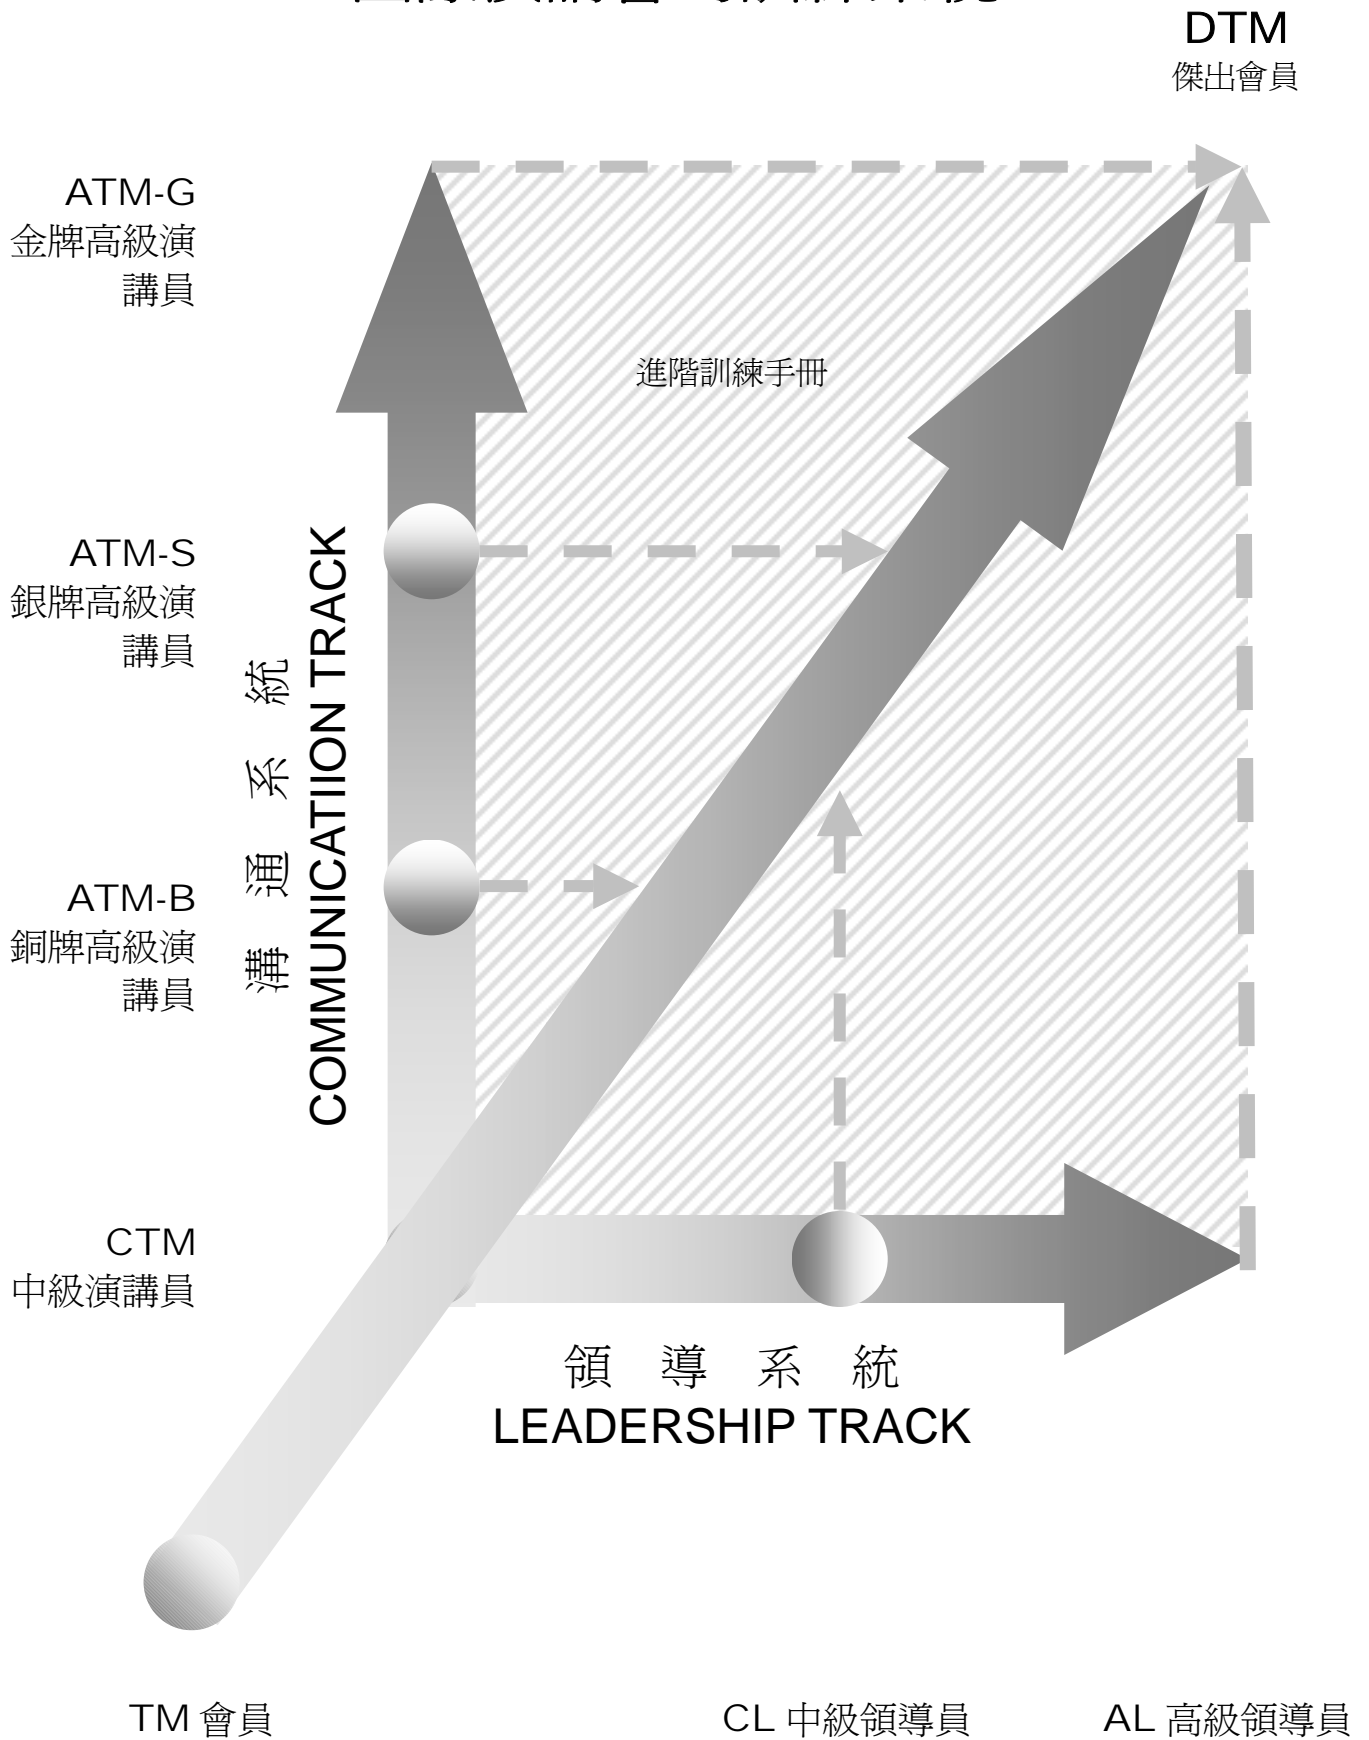 DTM
傑出會員
ATM-G
金牌高級演
講員
進階訓練手冊
ATM-S
銀牌高級演
講員
溝 通 系 統
COMMUNICATIION TRACK
ATM-B
銅牌高級演
講員
CTM
中級演講員
領 導 系 統
LEADERSHIP TRACK
TM 會員
CL 中級領導員
AL 高級領導員